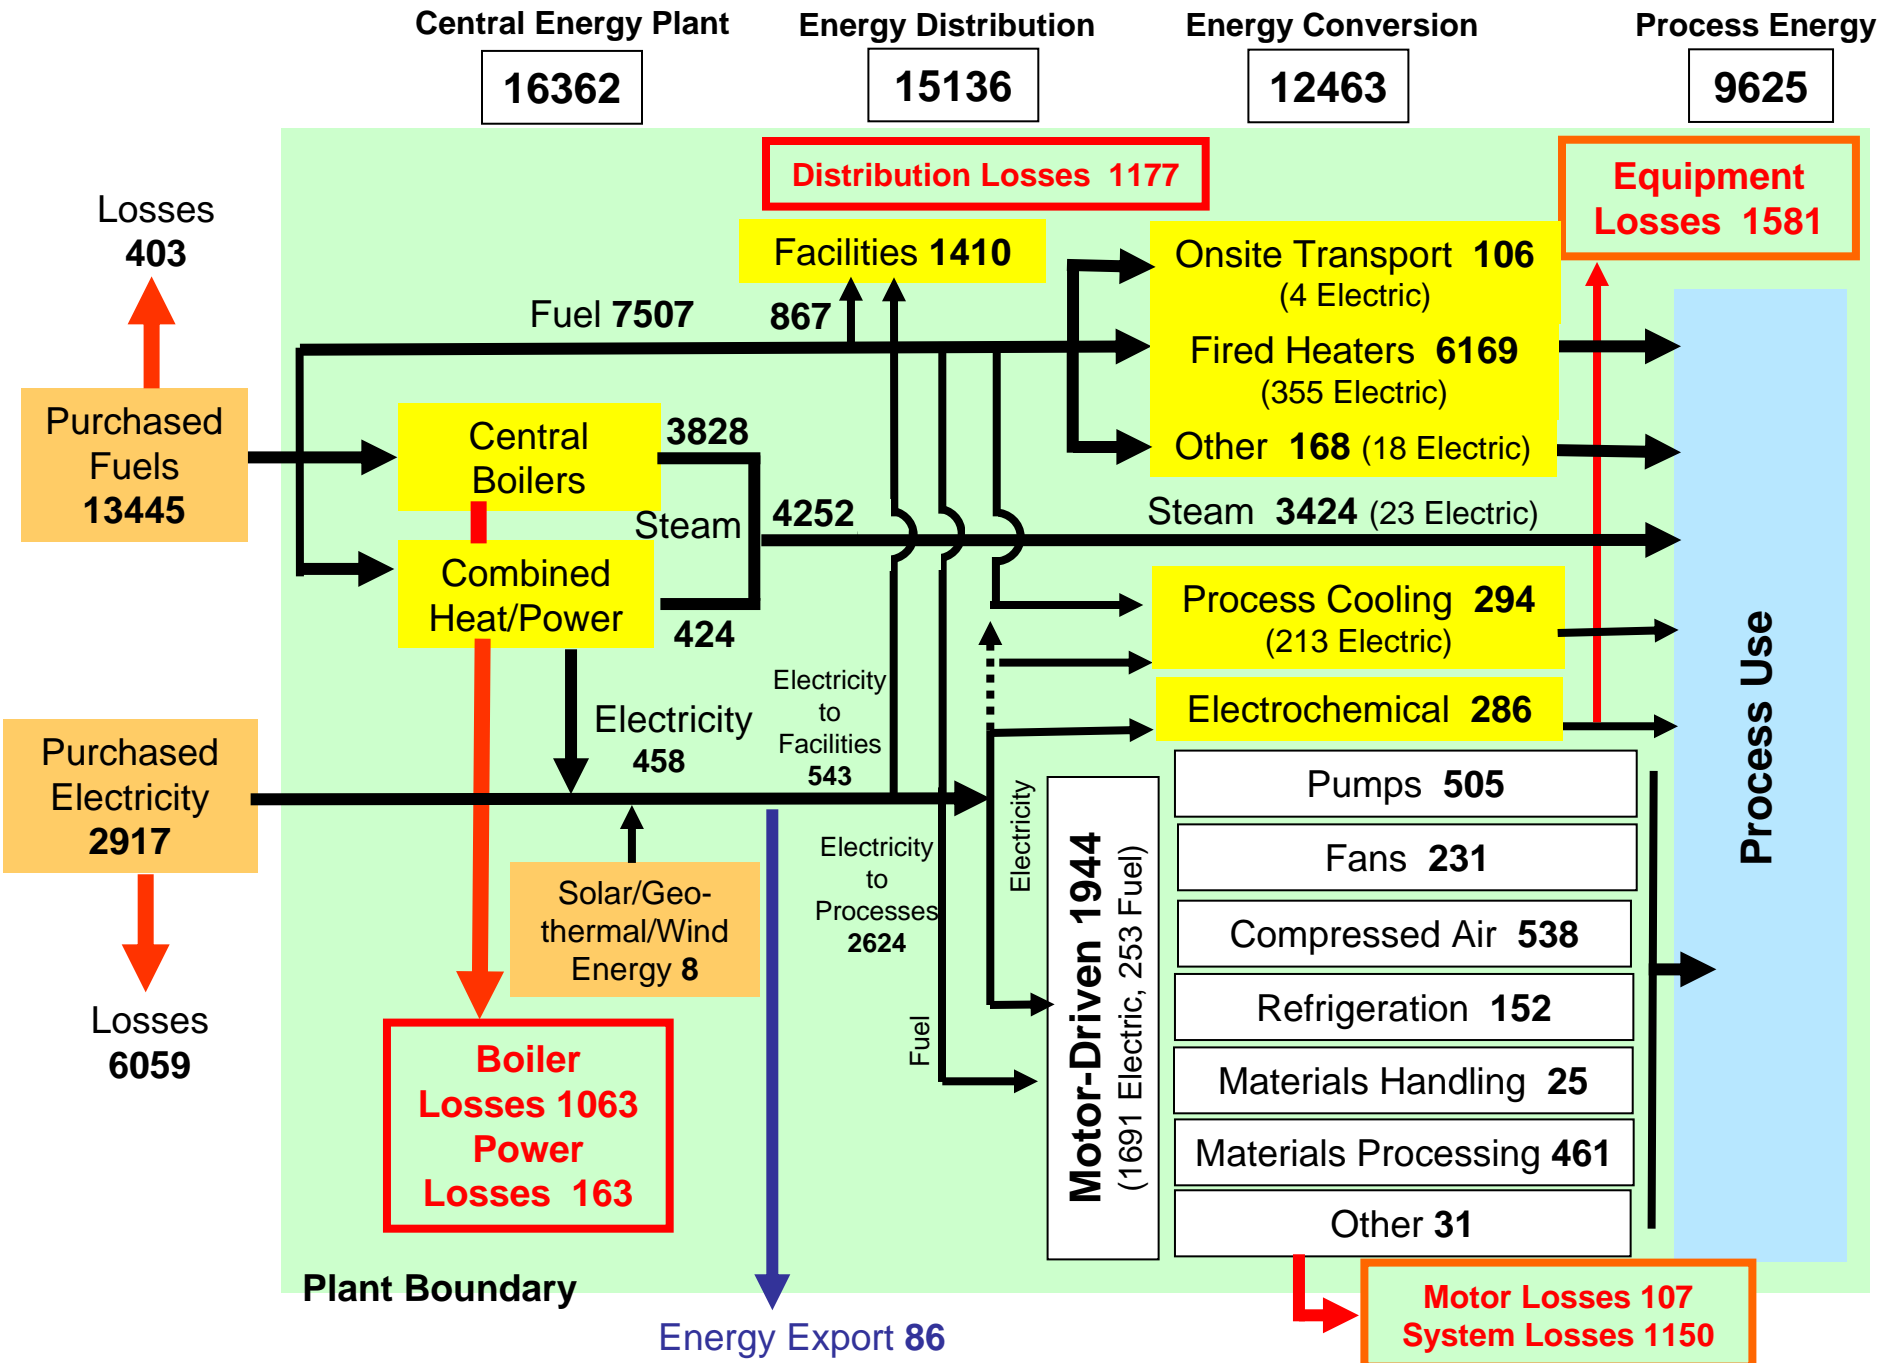 Central Energy Plant
Energy Distribution
Energy Conversion
Process Energy
16362
15136
12463
9625
Distribution Losses 1177
Equipment
Losses 1581
Losses
403
Facilities 1410
Onsite Transport 106
(4 Electric)
Fuel 7507
867
Fired Heaters 6169
(355 Electric)
Purchased
Fuels
13445
Central
Boilers
3828
Other 168 (18 Electric)
Steam
4252
Steam 3424 (23 Electric)
Combined
Heat/Power
424
Process Cooling 294
(213 Electric)
Process Use
Electricity
to
Facilities
543
Electrochemical 286
Purchased
Electricity
2917
Electricity
458
Pumps 505
Electricity
Electricity
to
Processes
2624
Fans 231
Solar/Geo-
thermal/Wind
Energy 8
Motor-Driven 1944
(1691 Electric, 253 Fuel)
Compressed Air 538
Refrigeration 152
Losses
6059
Fuel
Boiler
Losses 1063
Power
Losses 163
Materials Handling 25
Materials Processing 461
Other 31
Plant Boundary
Motor Losses 107
System Losses 1150
Energy Export 86